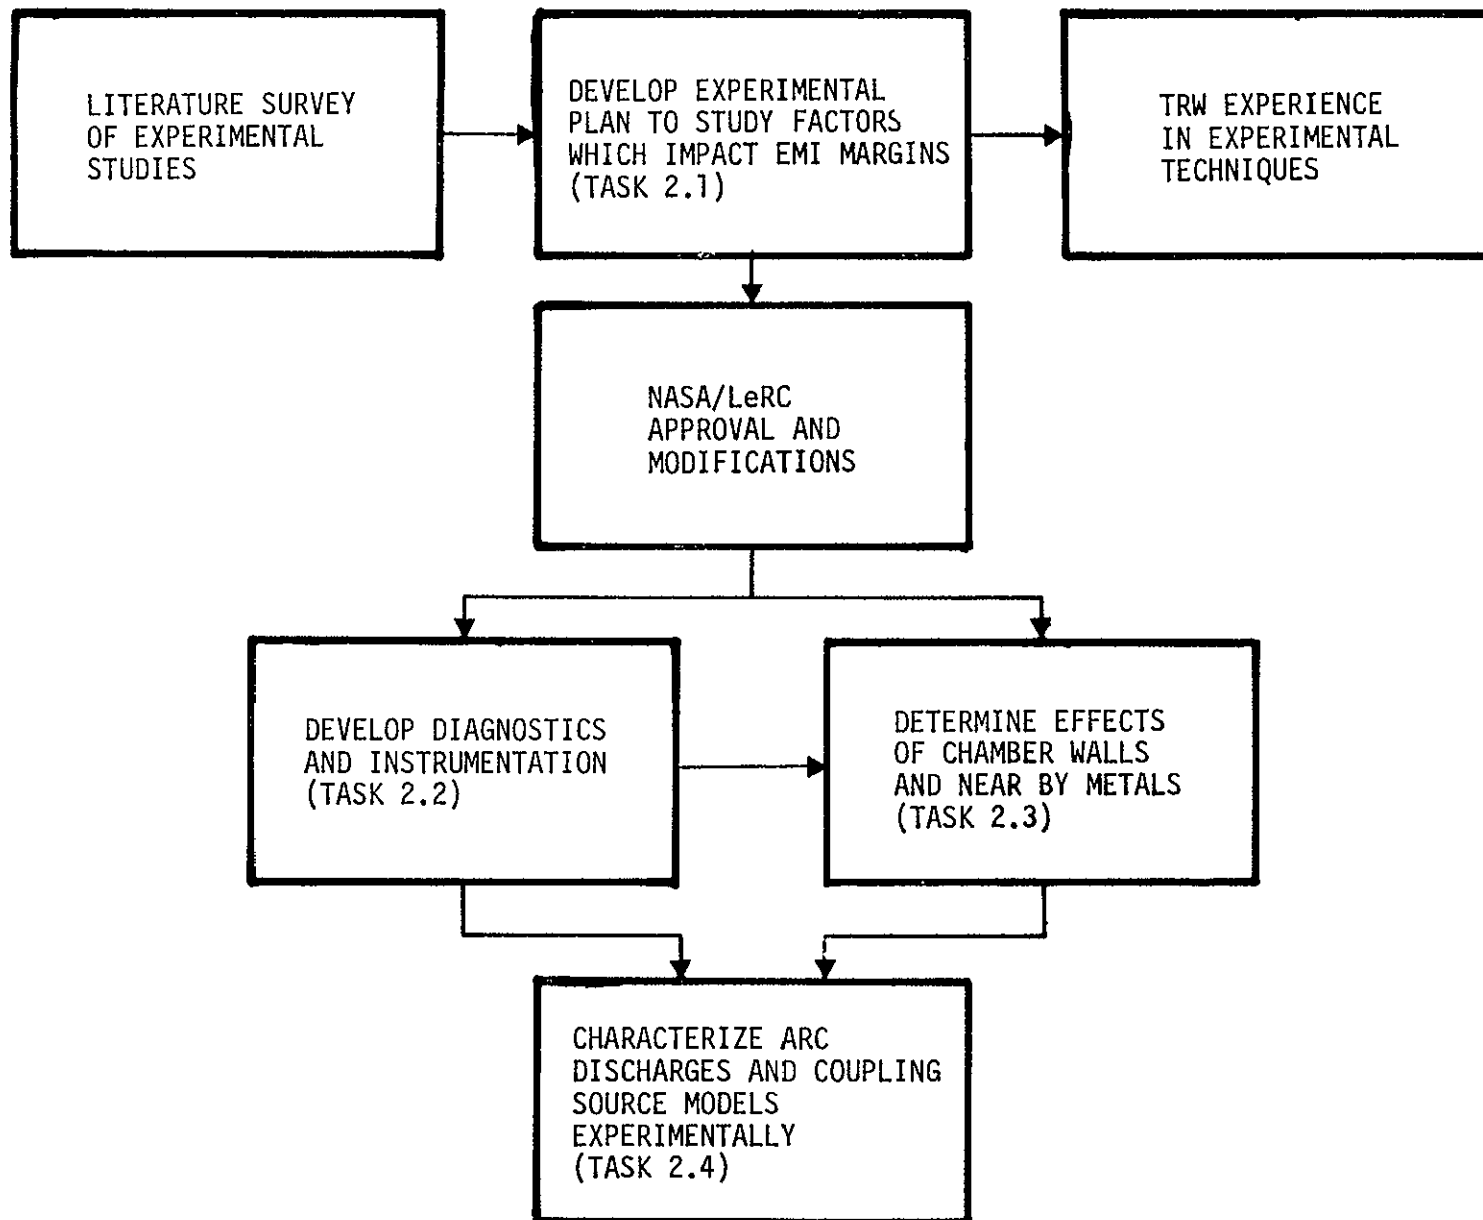 LITERATURE SURVEY
OF EXPERIMENTAL
STUDIES
DEVELOP EXPERIMENTAL
PLAN TO STUDY FACTORS
WHICH IMPACT EMI MARGINS
(TASK 2.1)
TRW EXPERIENCE
IN EXPERIMENTAL
TECHNIQUES
NASA/LeRC
APPROVAL AND
MODIFICATIONS
DEVELOP DIAGNOSTICS
AND INSTRUMENTATION
(TASK 2.2)
DETERMINE EFFECTS
OF CHAMBER WALLS
AND NEAR BY METALS
(TASK 2.3)
CHARACTERIZE ARC
DISCHARGES AND COUPLING
SOURCE MODELS
EXPERIMENTALLY
(TASK 2.4)